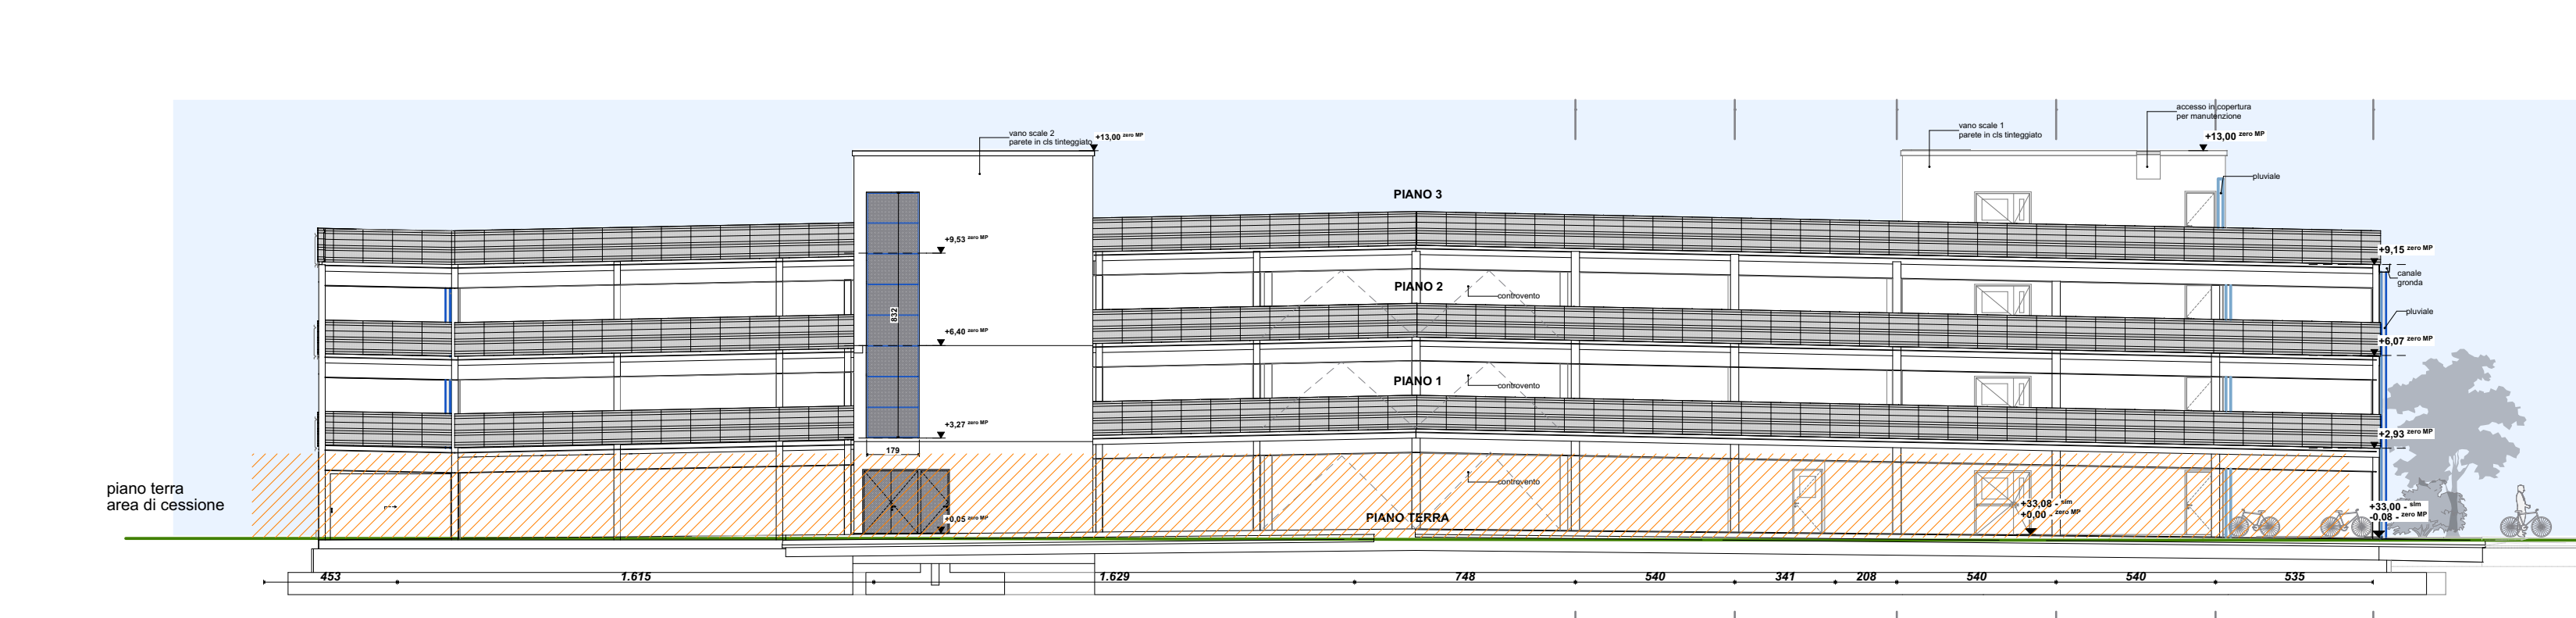 accesso in copertura
per manutenzione
vano scale 2
parete in cls tinteggiato
+13,00 zero MP
vano scale 1
parete in cls tinteggiato
+13,00 zero MP
pluviale
PIANO 3
+9,53 zero MP
+9,15 zero MP
canale
gronda
PIANO 2
controvento
832
pluviale
+6,40 zero MP
+6,07 zero MP
PIANO 1
controvento
+3,27 zero MP
+2,93 zero MP
179
controvento
piano terra
area di cessione
+33,08 - slm
+0,00 - zero MP
+33,00 - slm
-0.08 - zero MP
+0,05 zero MP
PIANO TERRA
453
1.615
1.629
748
540
341
208
540
540
535